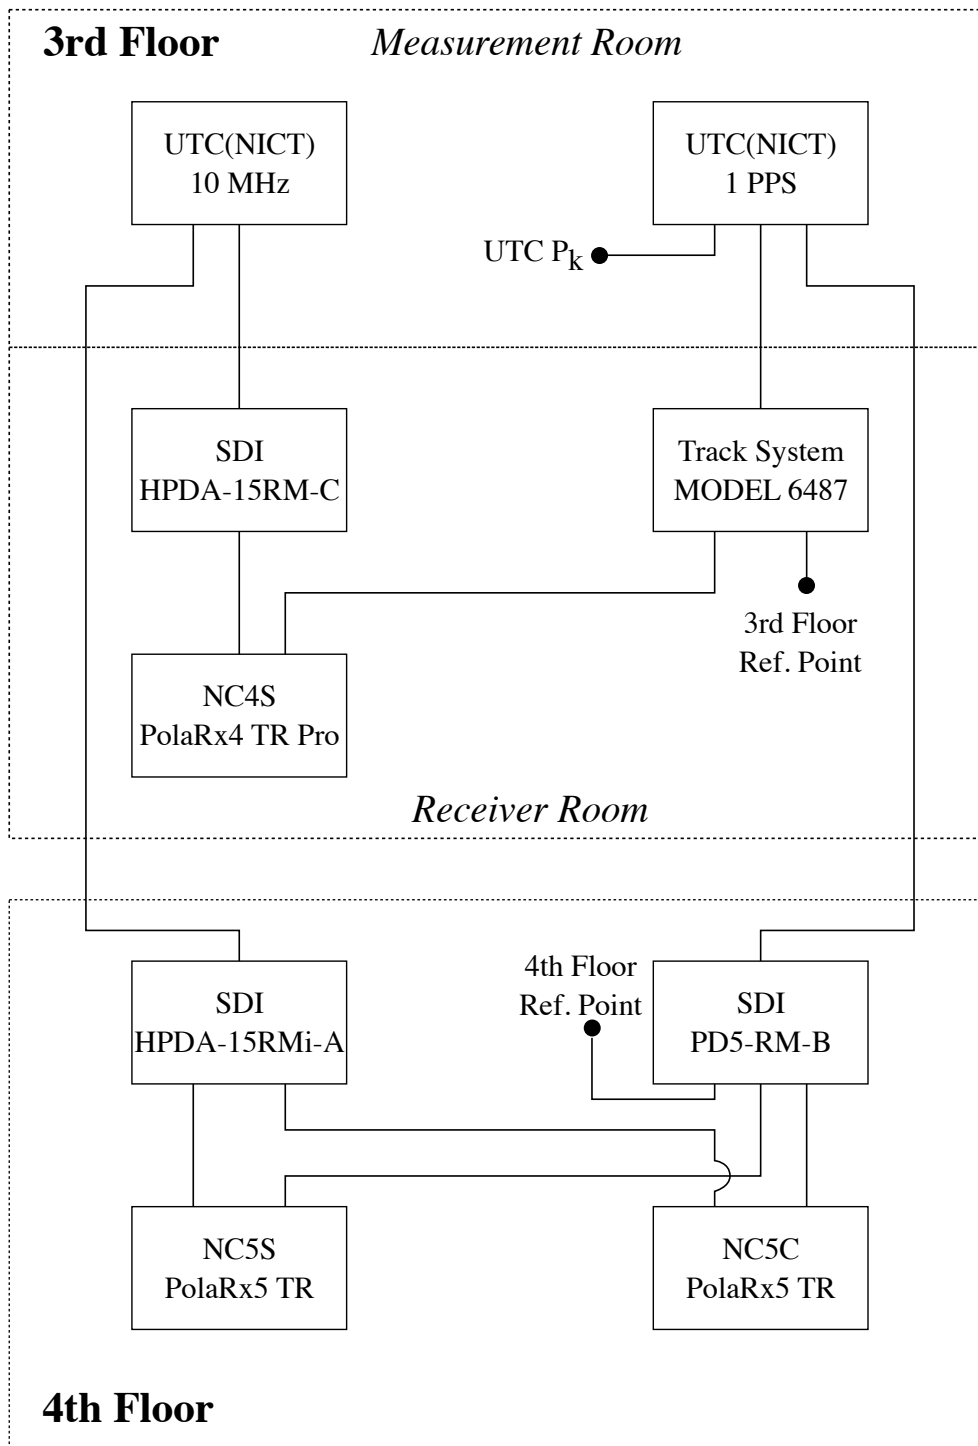 3rd Floor
Measurement Room
UTC(NICT)
10 MHz
UTC(NICT)
1 PPS
UTC Pk
SDI
HPDA-15RM-C
Track System
MODEL 6487
3rd Floor
Ref. Point
NC4S
PolaRx4 TR Pro
Receiver Room
SDI
HPDA-15RMi-A
4th Floor
Ref. Point
SDI
PD5-RM-B
NC5S
PolaRx5 TR
NC5C
PolaRx5 TR
4th Floor